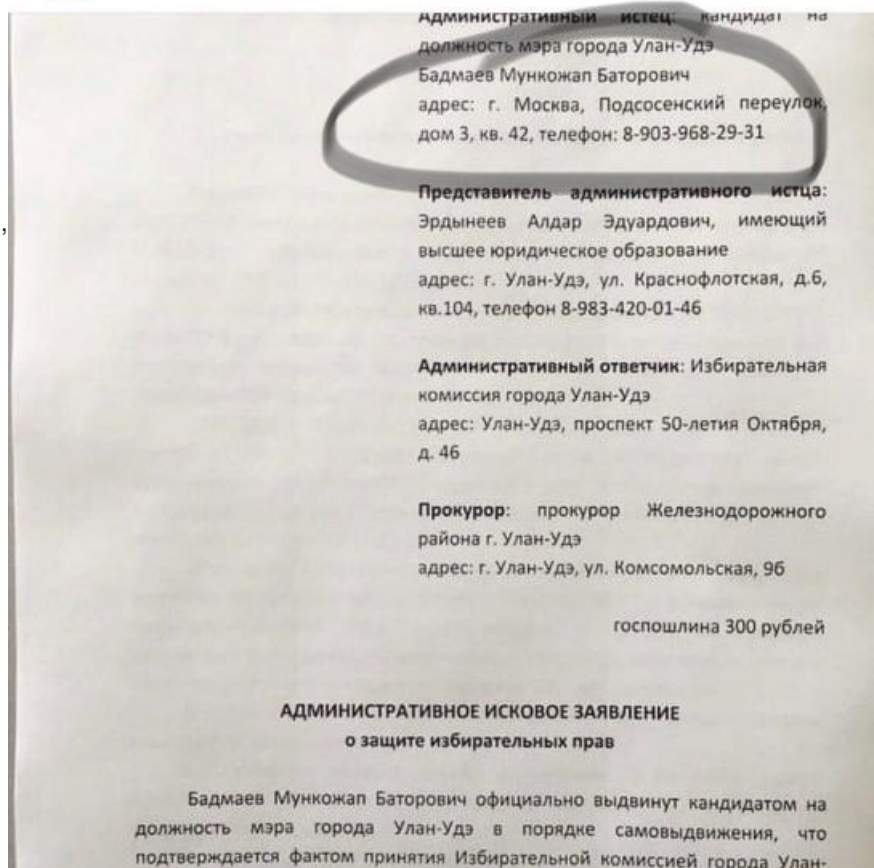 Административный истец: кандидат на
должность мэра города Улан-Удэ
Бадмаев Мункожап Баторович
адрес: г. Москва, Подсосенский переулок,
дом 3, кв. 42, телефон: 8-903-968-29-31
Представитель административного истца:
Эрдынеев Алдар Эдуардович, имеющий
высшее юридическое образование
адрес: г. Улан-Удэ, ул. Краснофлотская, д.6,
кв.104, телефон 8-983-420-01-46
Административный ответчик: Избирательная
комиссия города Улан-Удэ
адрес: Улан-Удэ, проспект 50-летия Октября,
д. 46
Прокурор: прокурор Железнодорожного
района г. Улан-Удэ
адрес: г. Улан-Удэ, ул. Комсомольская, 9б
госпошлина 300 рублей
АДМИНИСТРАТИВНОЕ ИСКОВОЕ ЗАЯВЛЕНИЕ
о защите избирательных прав
Бадмаев Мункожап Баторович официально выдвинут кандидатом на
должность мэра города Улан-Удэ в порядке самовыдвижения, что
подтверждается фактом принятия Избирательной комиссией города Улан-